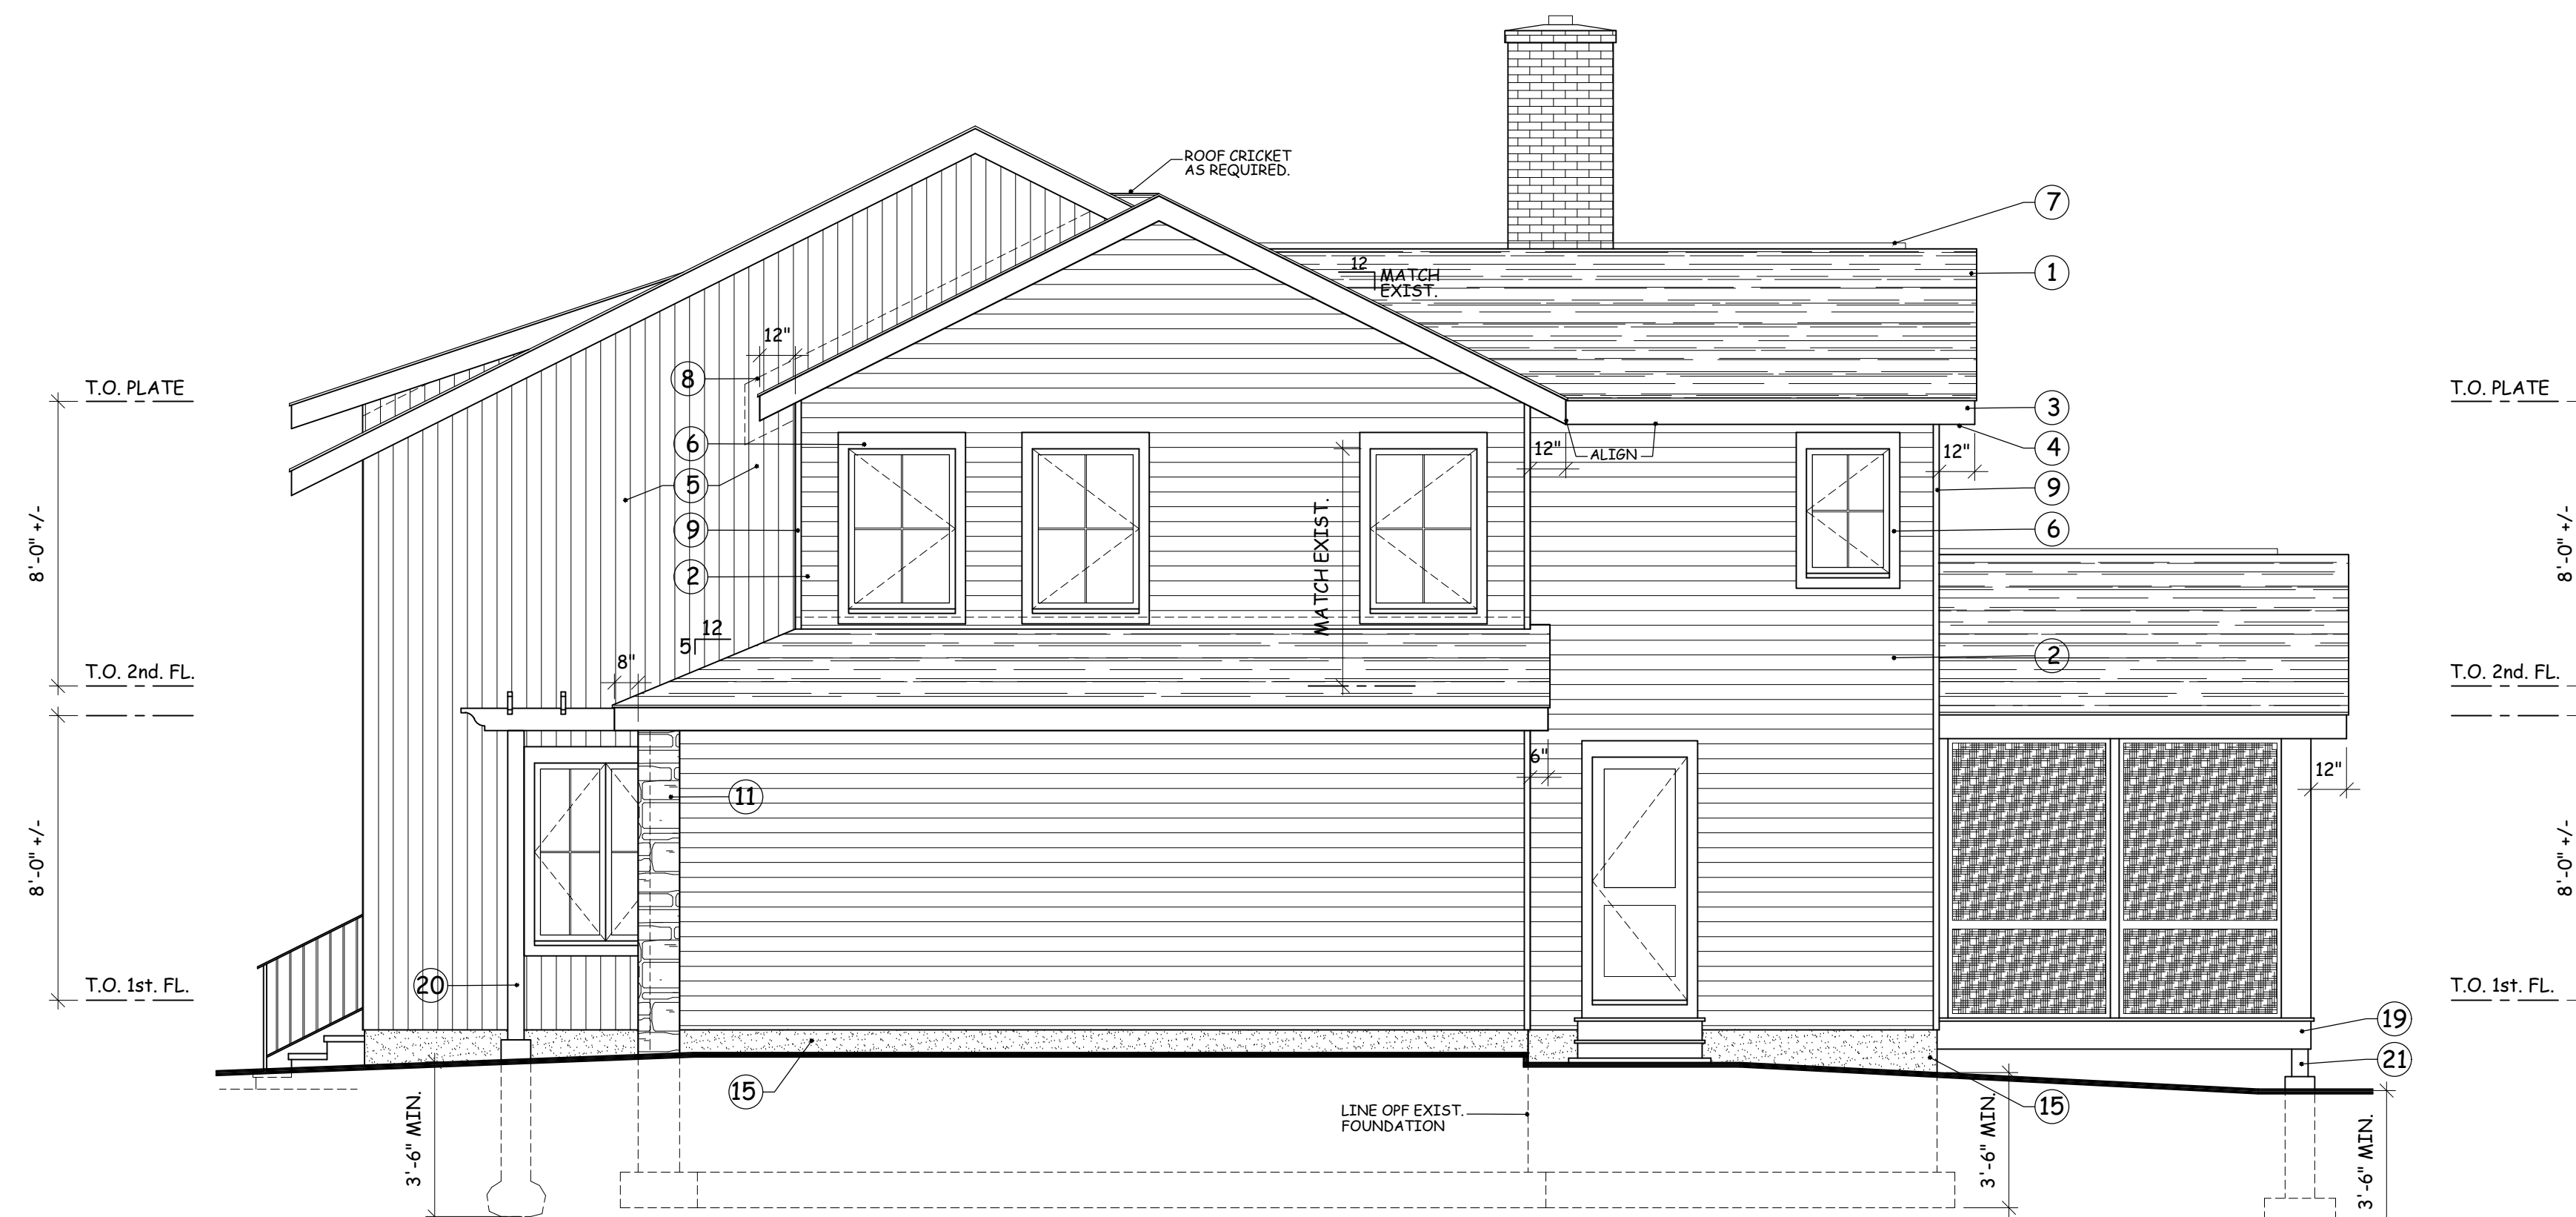 ROOF CRICKET
AS REQUIRED.
7
12
MATCH
EXIST.
1
12"
8
T.O. PLATE
T.O. PLATE
3
6
12"
ALIGN
4
12"
5
9
9
6
8'-0" +/-
MATCH EXIST.
8'-0" +/-
2
12
5
8"
2
T.O. 2nd. FL.
T.O. 2nd. FL.
6"
12"
11
8'-0" +/-
8'-0" +/-
T.O. 1st. FL.
20
T.O. 1st. FL.
19
21
15
15
LINE OPF EXIST.
FOUNDATION
3'-6" MIN.
3'-6" MIN.
3'-6" MIN.